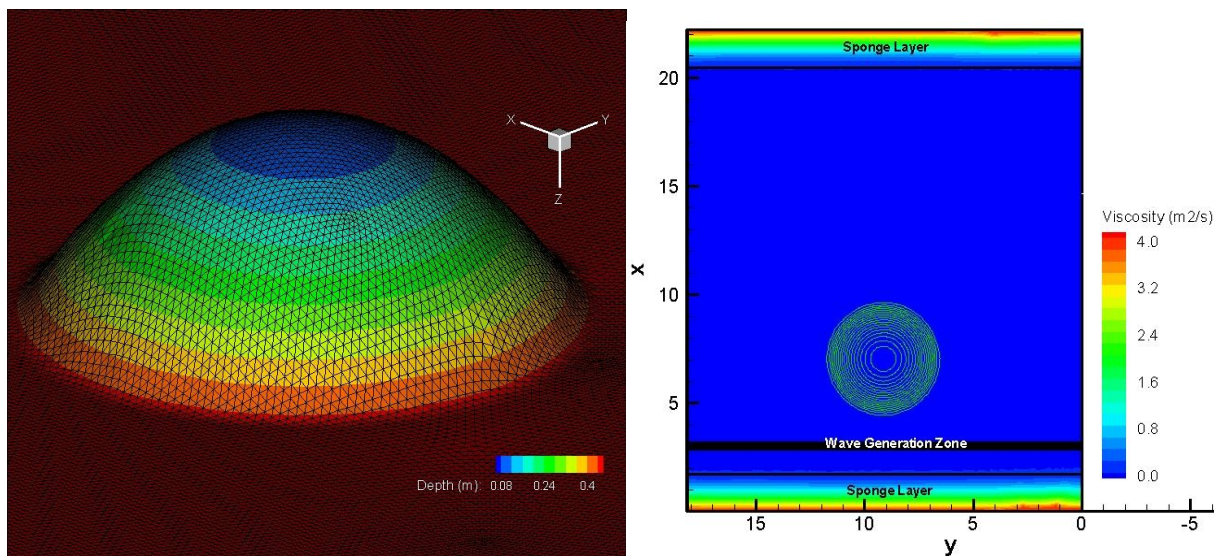 X
Y
Z
Depth (m): 0.08 0.24 0.4
Sponge Layer
20
15
10
5
x
Wave Generation Zone
Sponge Layer
15 10 5 0 -5
y
Viscosity (m2/s)
4.0
3.2
2.4
1.6
0.8
0.0